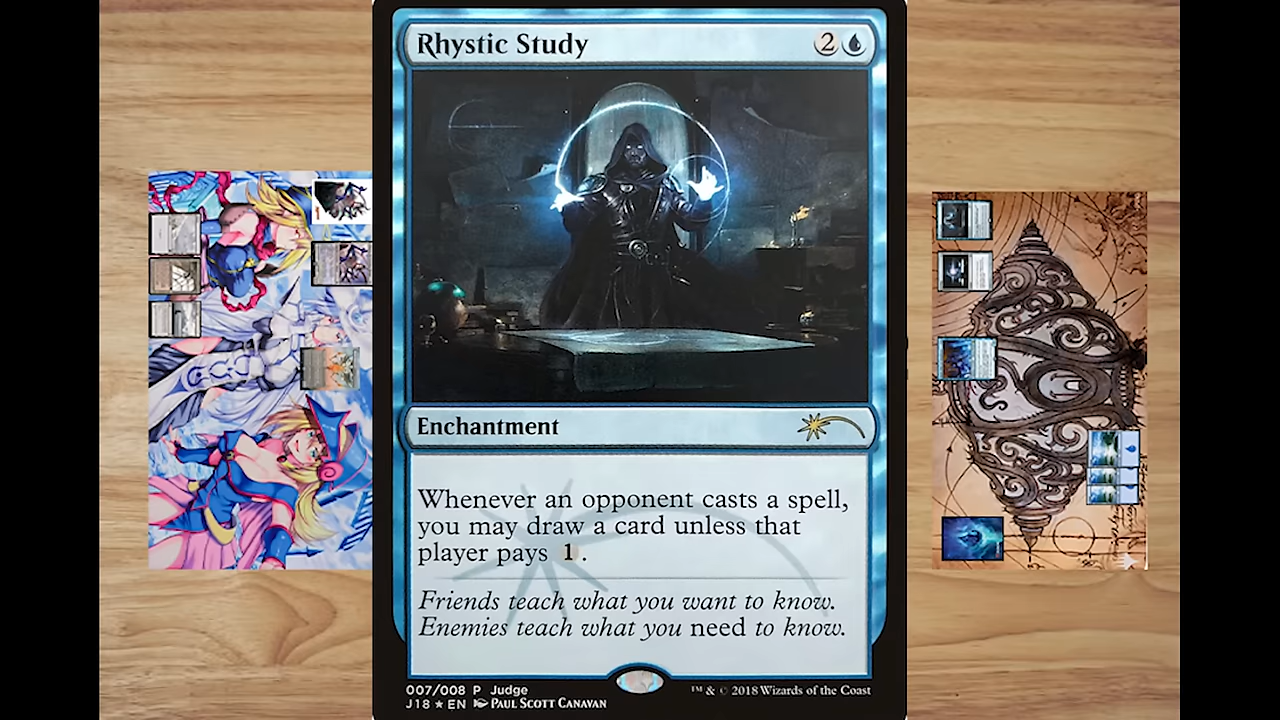 Rhystic Study 2
Enchantment
Whenever an opponent casts a spell,
you may draw a card unless that
player pays 1.
Friends teach what you want to know.
Enemies teach what you need to know.
007/008 P Judge
J18 ★ EN PAUL SCOTT CANAVAN
™ & © 2018 Wizards of the Coast